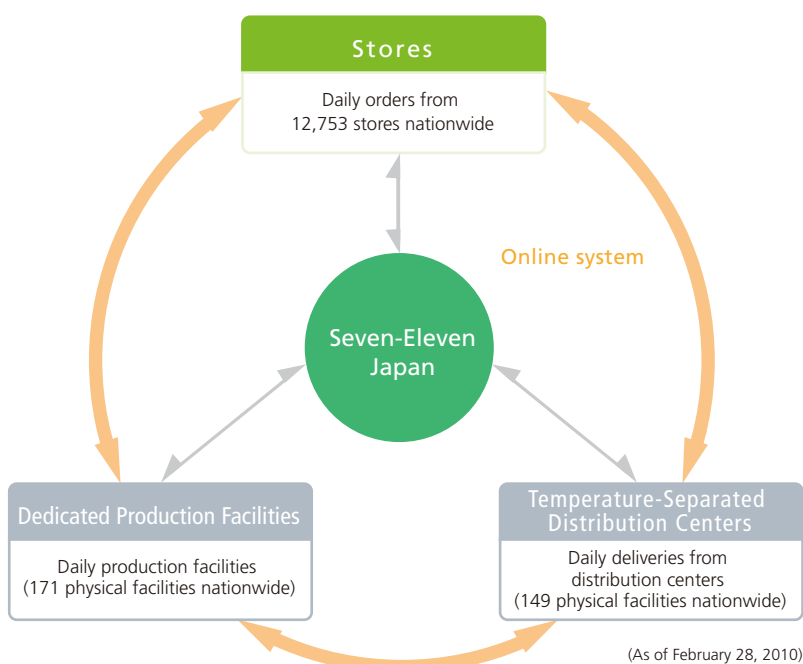 Stores
Daily orders from
12,753 stores nationwide
Online system
Seven-Eleven
Japan
Dedicated Production Facilities
Daily production facilities
(171 physical facilities nationwide)
Temperature-Separated
Distribution Centers
Daily deliveries from
distribution centers
(149 physical facilities nationwide)
(As of February 28, 2010)